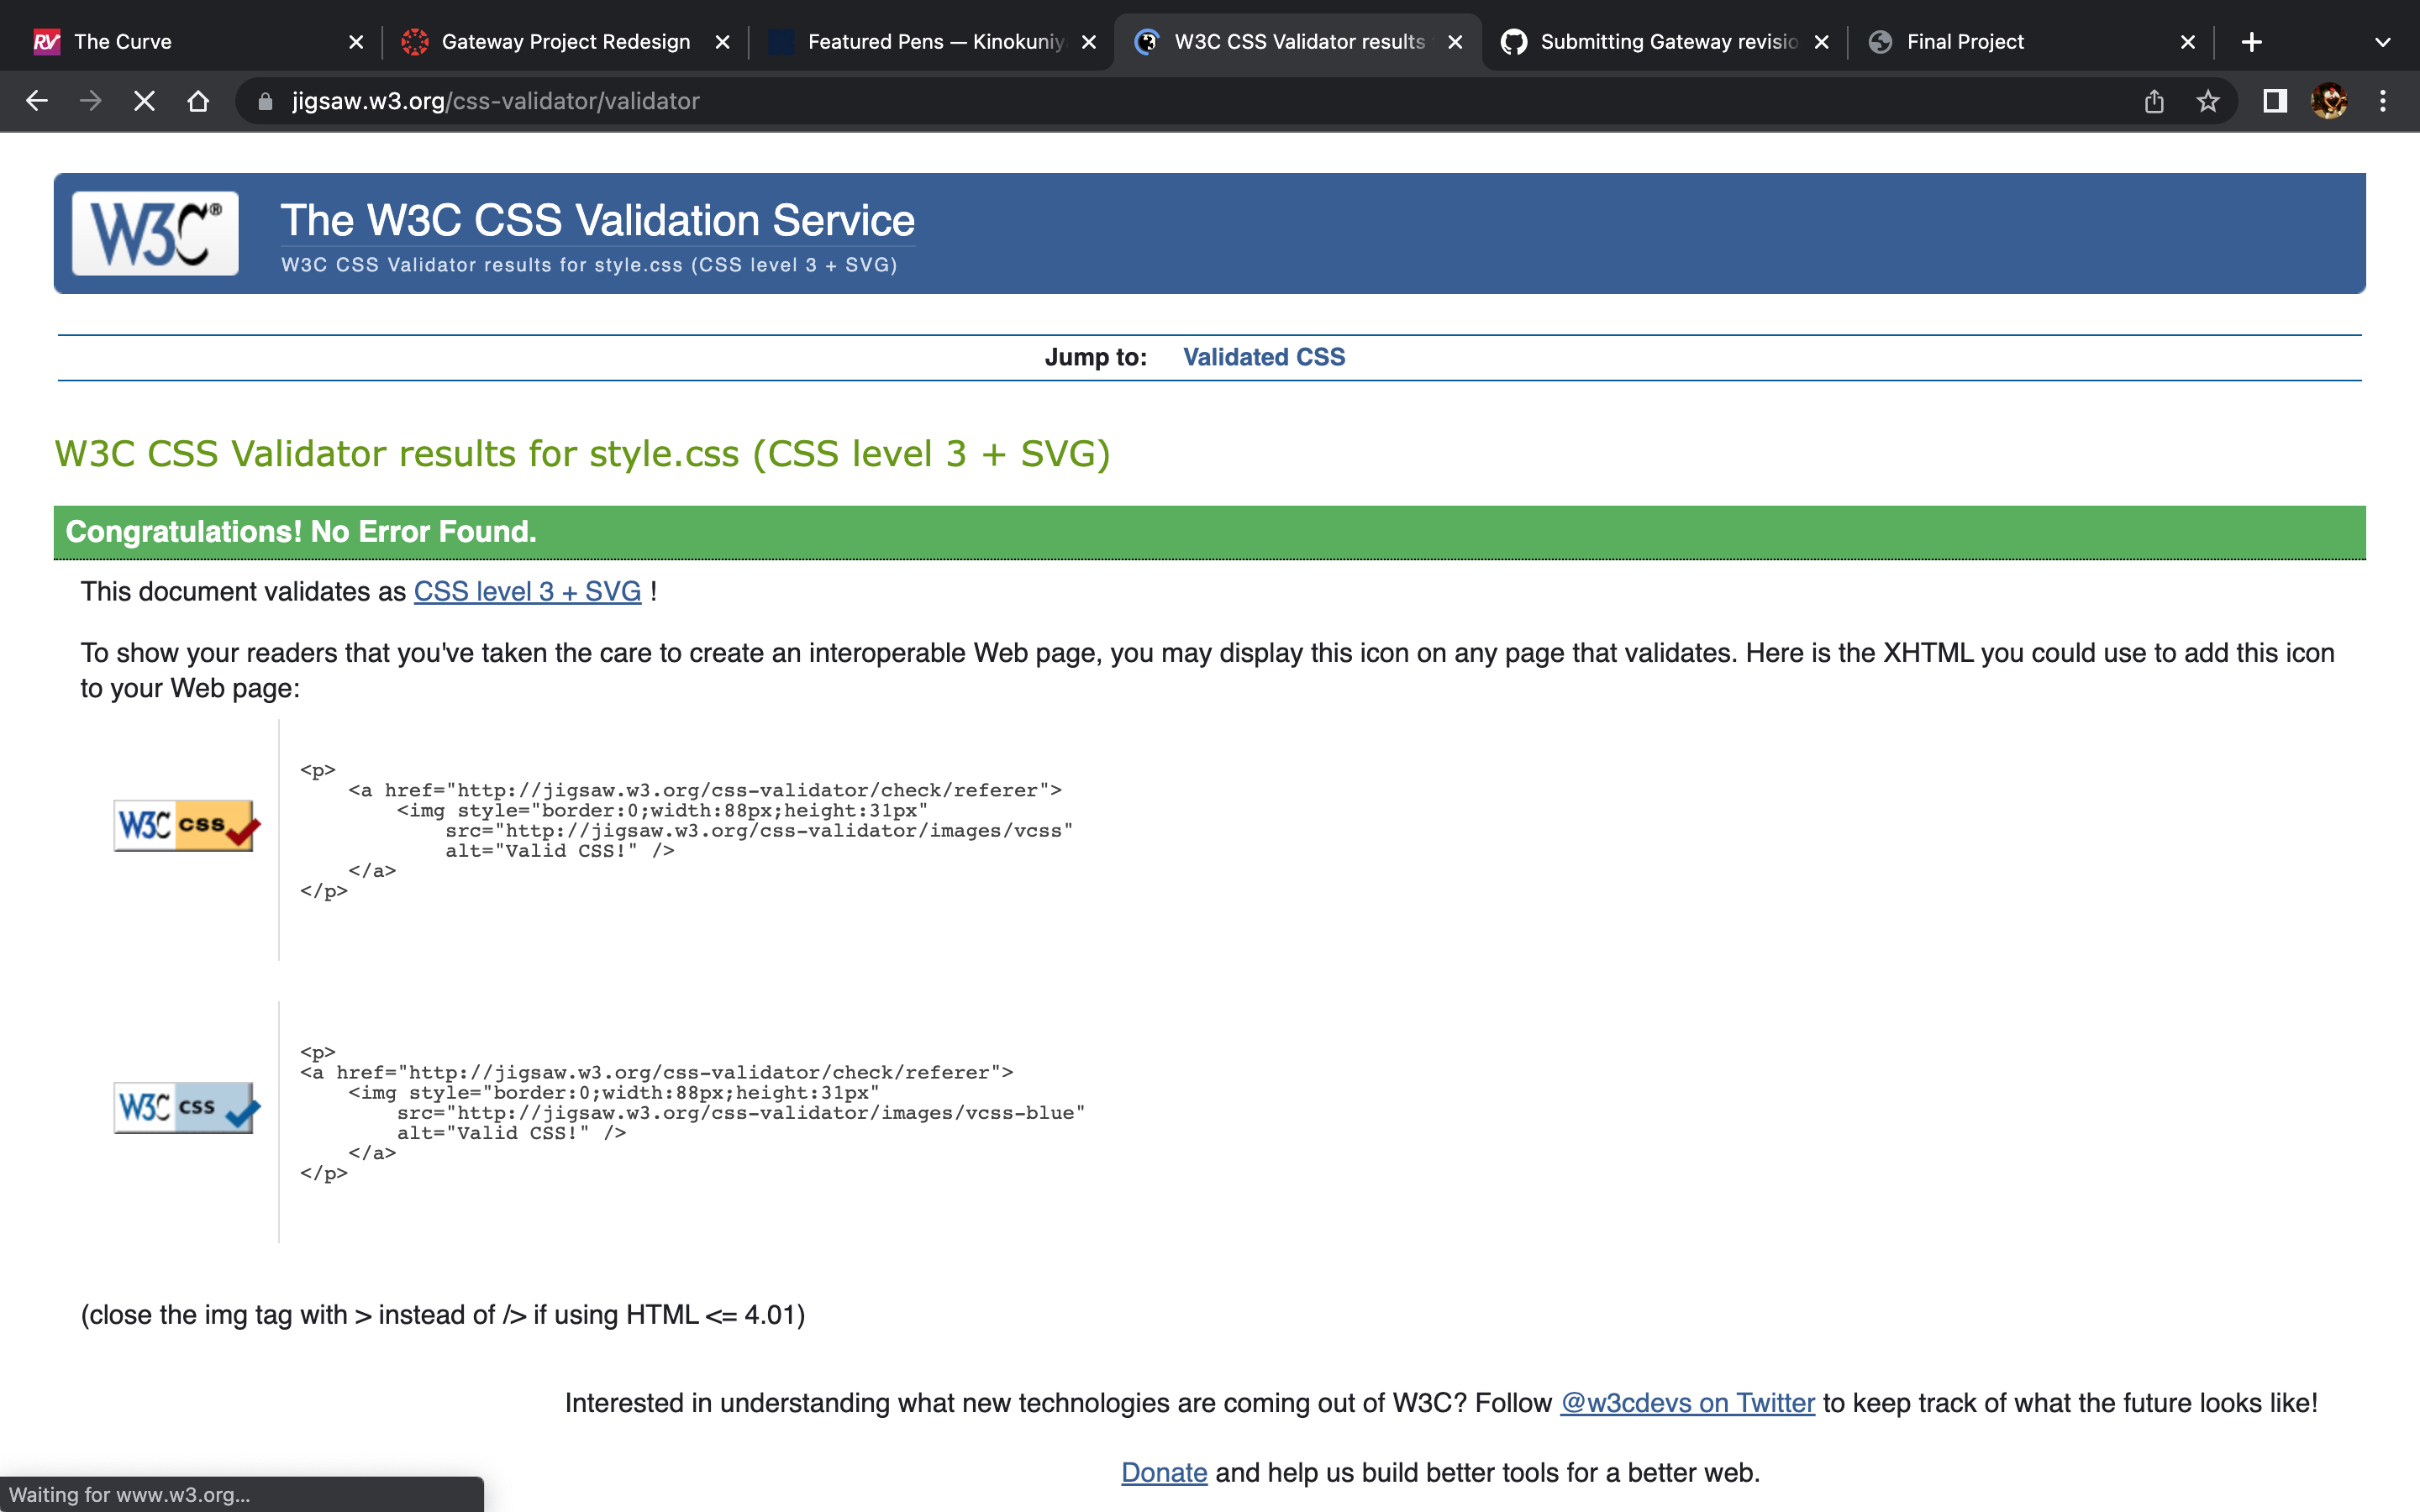 The Curve
Gateway Project Redesign
Featured Pens — Kinokuniy
W3C CSS Validator results
Submitting Gateway revisio
Final Project
jigsaw.w3.org/css-validator/validator
W3C®
The W3C CSS Validation Service
W3C CSS Validator results for style.css (CSS level 3 + SVG)
Jump to: Validated CSS
W3C CSS Validator results for style.css (CSS level 3 + SVG)
Congratulations! No Error Found.
This document validates as CSS level 3 + SVG !
To show your readers that you've taken the care to create an interoperable Web page, you may display this icon on any page that validates. Here is the XHTML you could use to add this icon
to your Web page:
W3C css
<p>
<a href="http://jigsaw.w3.org/css-validator/check/referer">
<img style="border:0;width:88px;height:31px"
src="http://jigsaw.w3.org/css-validator/images/vcss"
alt="Valid CSS!" />
</a>
</p>
W3C css
<p>
<a href="http://jigsaw.w3.org/css-validator/check/referer">
<img style="border:0;width:88px;height:31px"
src="http://jigsaw.w3.org/css-validator/images/vcss-blue"
alt="Valid CSS!" />
</a>
</p>
(close the img tag with > instead of /> if using HTML <= 4.01)
Interested in understanding what new technologies are coming out of W3C? Follow @w3cdevs on Twitter to keep track of what the future looks like!
Donate and help us build better tools for a better web.
Waiting for www.w3.org...